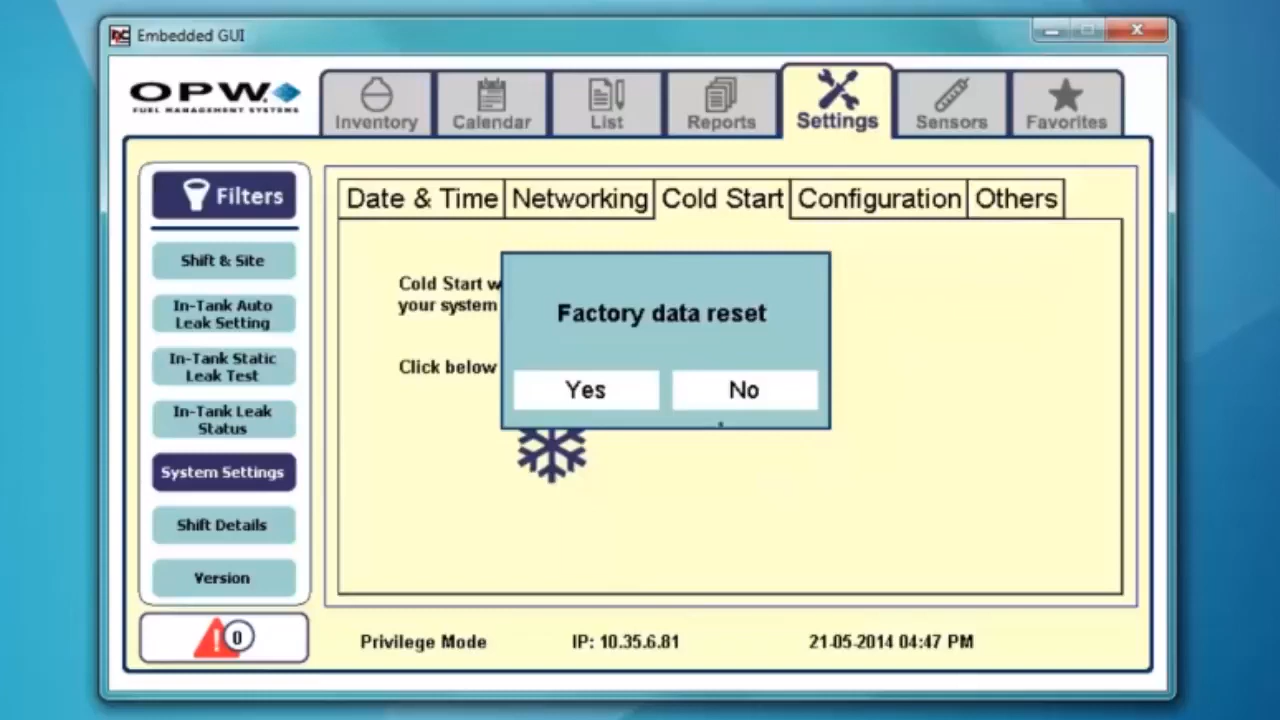 Embedded GUI
OPW
FUEL MANAGEMENT SYSTEMS
Inventory
Calendar
List
Reports
Settings
Sensors
Favorites
Filters
Shift & Site
In-Tank Auto
Leak Setting
In-Tank Static
Leak Test
In-Tank Leak
Status
System Settings
Shift Details
Version
0
Date & Time
Networking
Cold Start
Configuration
Others
Cold Start w
your system
Click below
Factory data reset
Yes
No
Privilege Mode
IP: 10.35.6.81
21-05-2014 04:47 PM